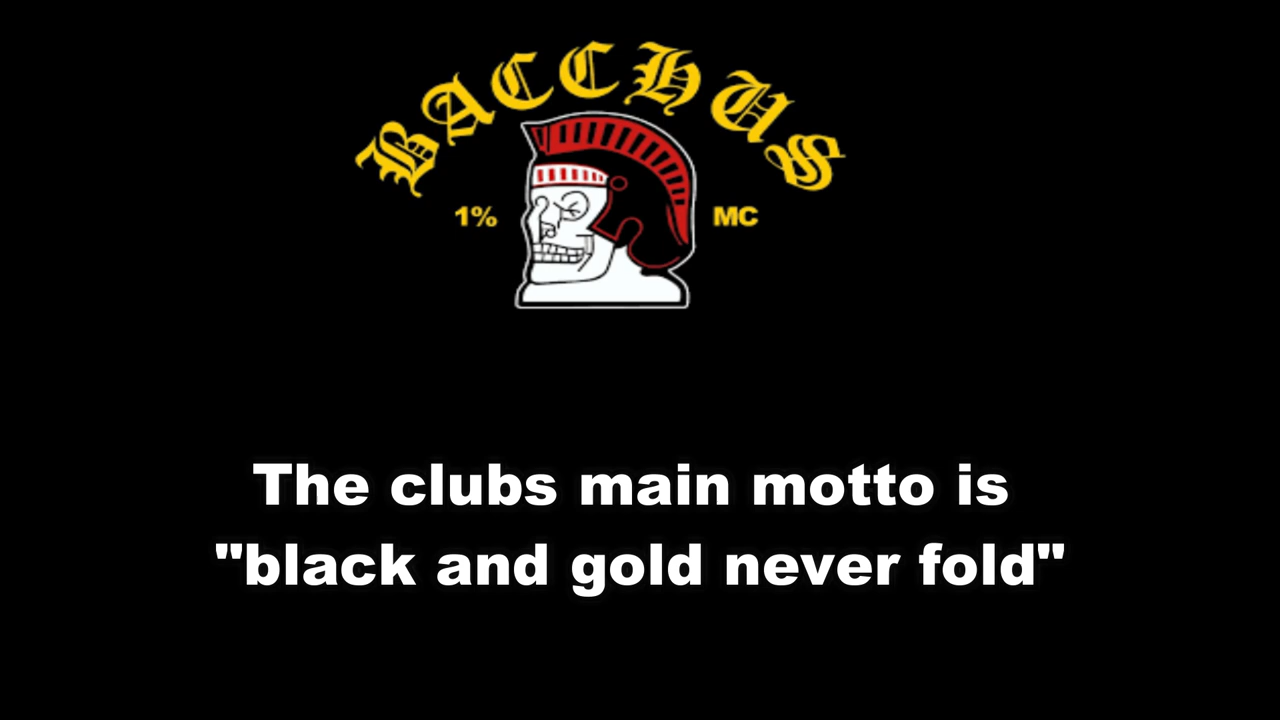 BACCHUS
1% MC
The clubs main motto is
"black and gold never fold"